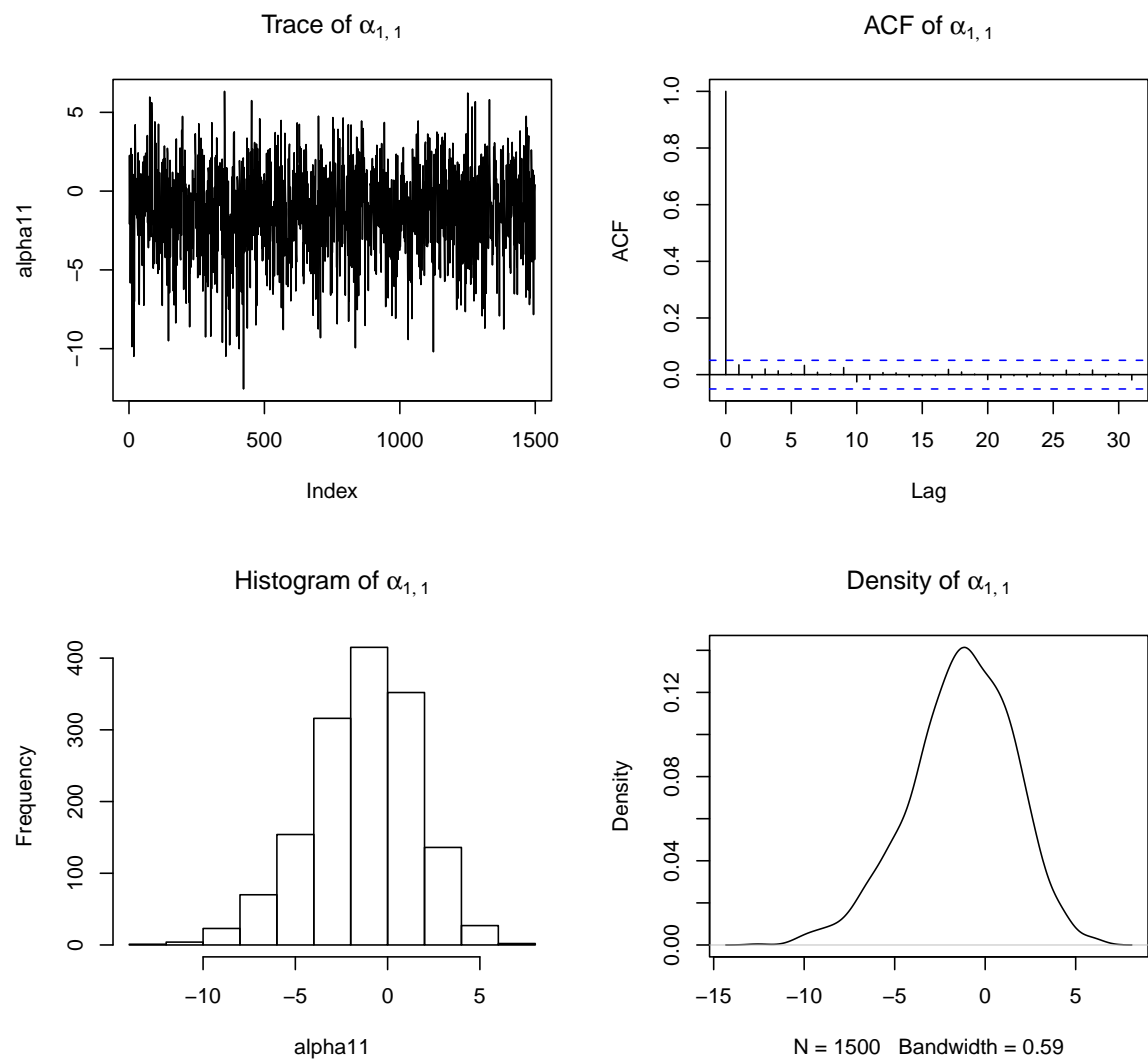 Trace of α1, 1
5
0
−5
−10
alpha11
0 500 1000 1500
Index
ACF of α1, 1
1.0
0.8
0.6
0.4
0.2
0.0
ACF
0 5 10 15 20 25 30
Lag
Histogram of α1, 1
400
300
200
100
0
Frequency
−10 −5 0 5
alpha11
Density of α1, 1
0.12
0.08
0.04
0.00
Density
−15 −10 −5 0 5
N = 1500 Bandwidth = 0.59